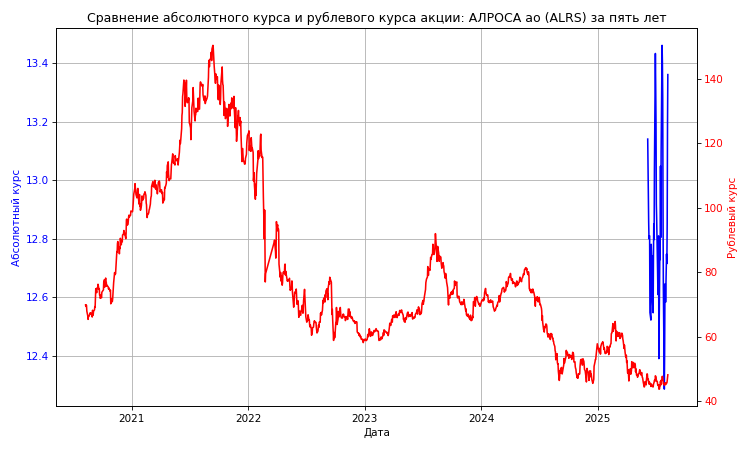 Сравнение абсолютного курса и рублевого курса акции: АЛРОСА ао (ALRS) за пять лет
13.4
13.2
13.0
12.8
12.6
12.4
Абсолютный курс
140
120
100
80
60
40
Рублевый курс
2021 2022 2023 2024 2025
Дата